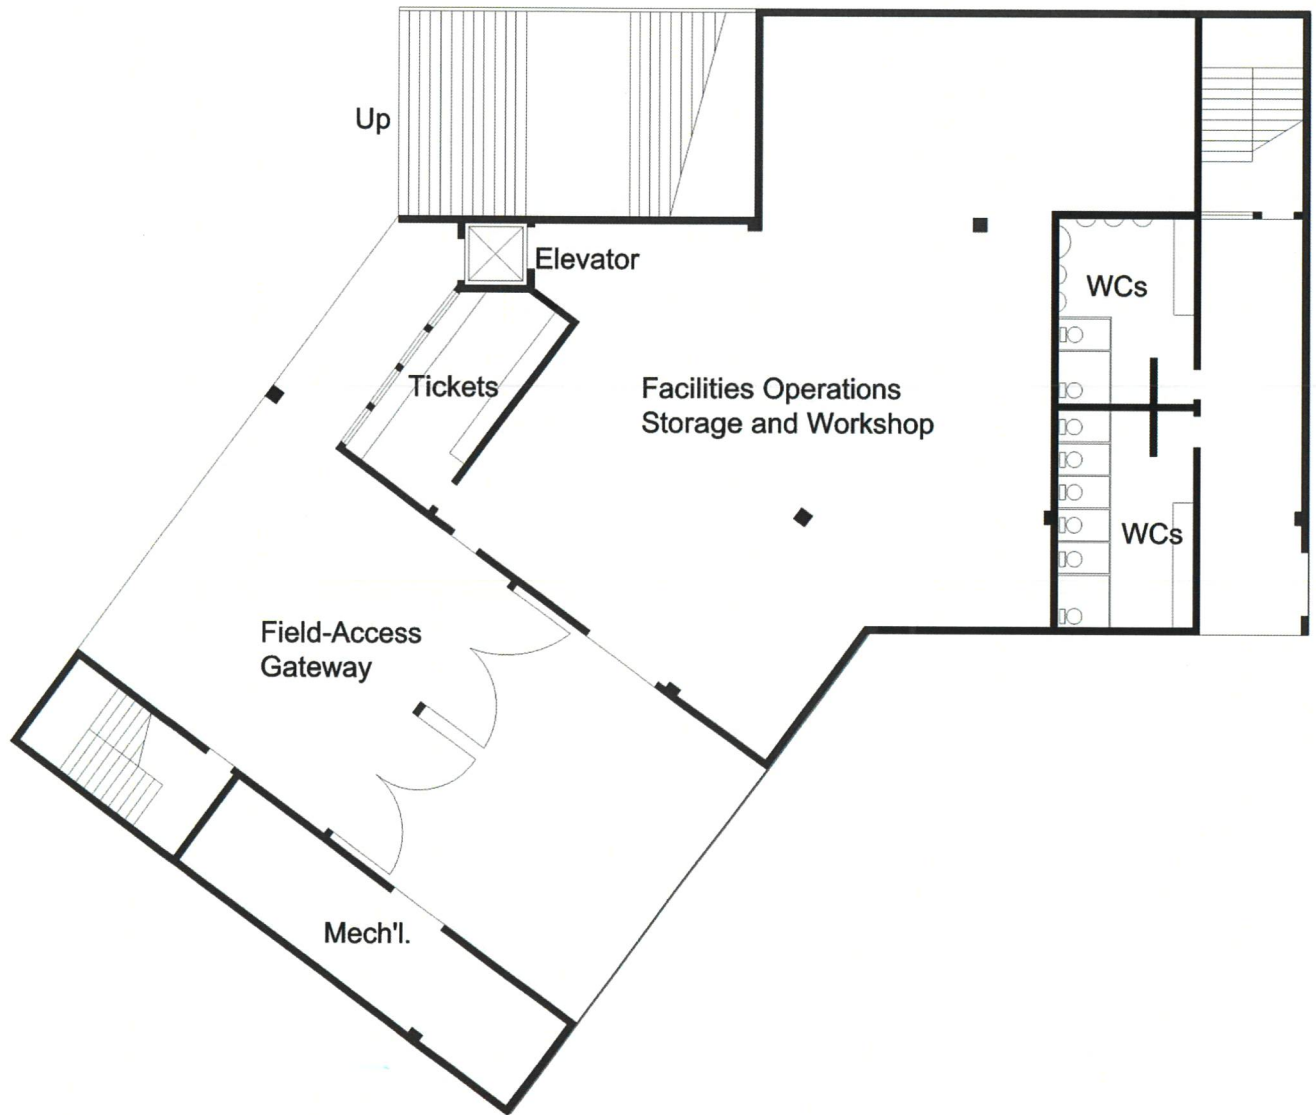 Up
Elevator
WCs
Tickets
Facilities Operations
Storage and Workshop
WCs
Field-Access
Gateway
Mech'l.